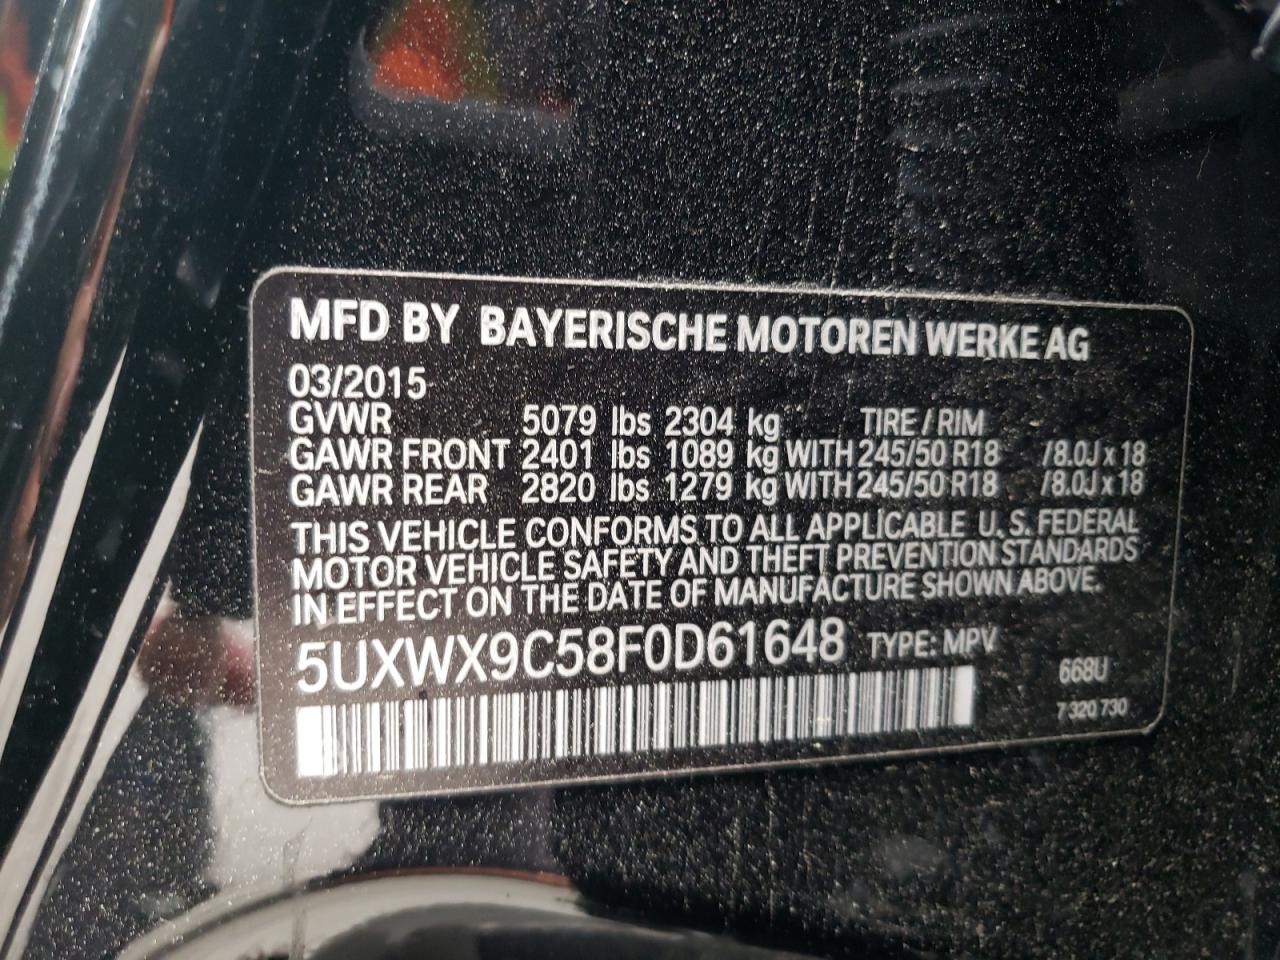 MFD BY BAYERISCHE MOTOREN WERKE AG
03/2015
GVWR 5079 lbs 2304 kg TIRE / RIM
GAWR FRONT 2401 lbs 1089 kg WITH 245/50 R18 /8.0J x 18
GAWR REAR 2820 lbs 1279 kg WITH 245/50 R18 /8.0J x 18
THIS VEHICLE CONFORMS TO ALL APPLICABLE U.S. FEDERAL
MOTOR VEHICLE SAFETY AND THEFT PREVENTION STANDARDS
IN EFFECT ON THE DATE OF MANUFACTURE SHOWN ABOVE.
5UXWX9C58F0D61648 TYPE: MPV
668U
7 320 730